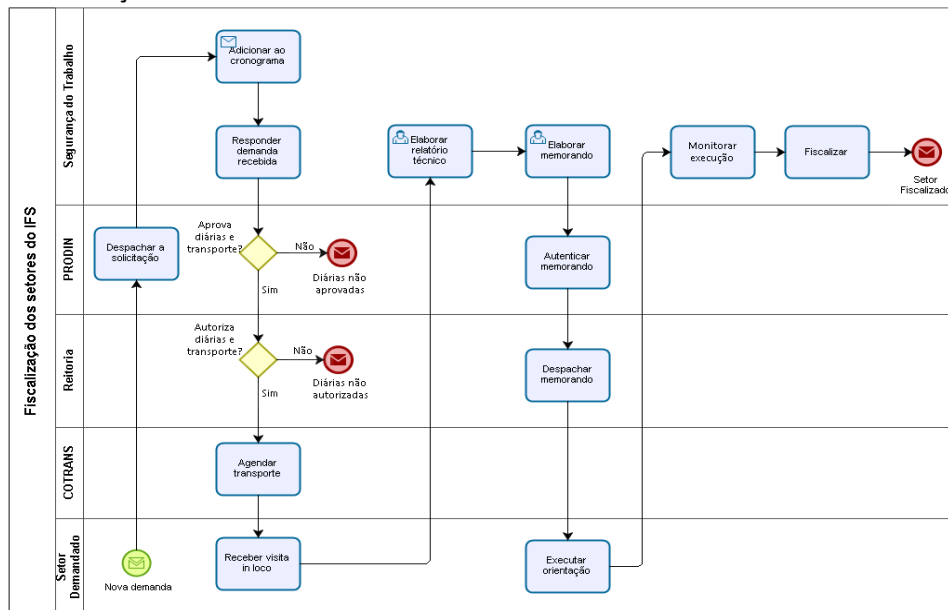 Fiscalização dos setores do IFS
Segurança do Trabalho
Adicionar ao
cronograma
Responder
demanda
recebida
Elaborar
relatório
técnico
Elaborar
memorando
Monitorar
execução
Fiscalizar
Setor
Fiscalizado
PRODIN
Despachar a
solicitação
Aprova
diárias e
transporte?
Não
Diárias não
aprovadas
Sim
Autenticar
memorando
Reitoria
Autoriza
diárias e
transporte?
Não
Diárias não
autorizadas
Sim
Despachar
memorando
COTRANS
Agendar
transporte
Setor
Demandado
Nova demanda
Receber visita
in loco
Executar
orientação